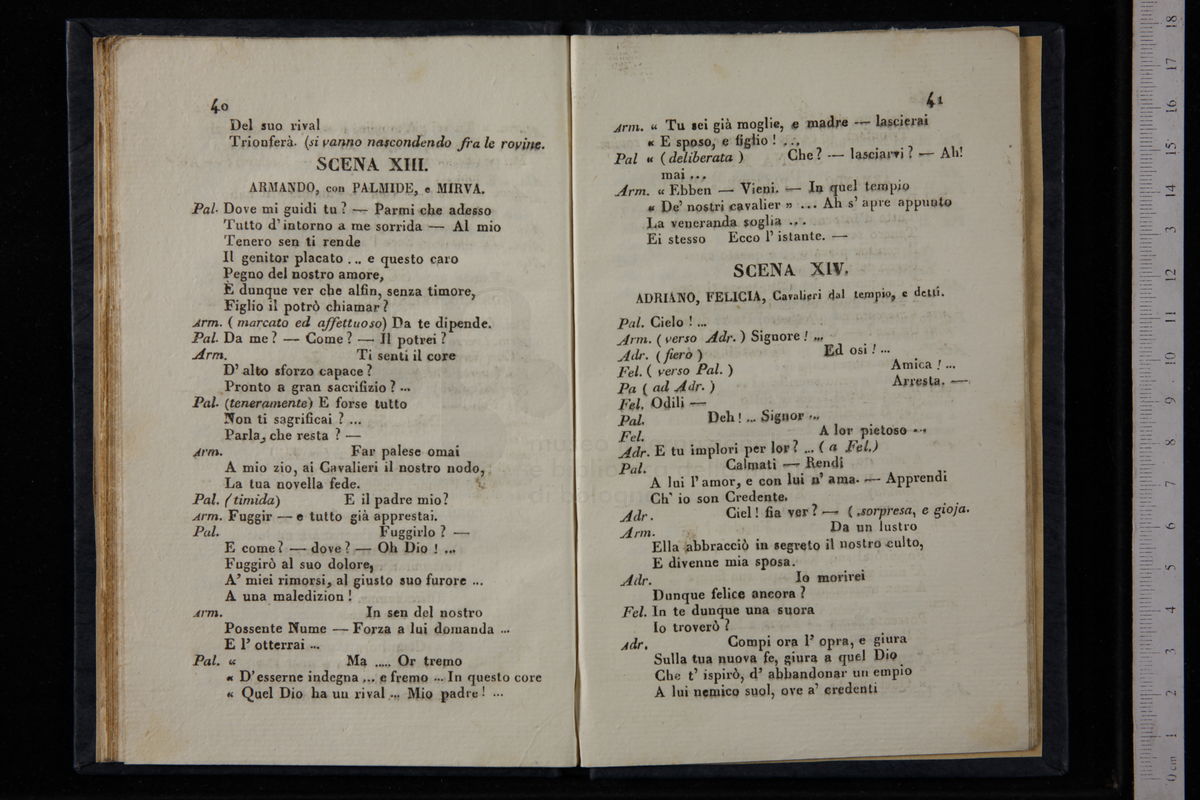 40
Del suo rival
Trionferà. (si vanno nascondendo fra le rovine.
SCENA XIII.
ARMANDO, con PALMIDE, e MIRVA.
Pal. Dove mi guidi tu? — Parmi che adesso
Tutto d'intorno a me sorrida — Al mio
Tenero sen ti rende
Il genitor placato ... e questo caro
Pegno del nostro amore,
E dunque ver che alfin, senza timore,
Figlio il potrò chiamar?
Arm. (marcato ed affettuoso) Da te dipende.
Pal. Da me? — Come? — Il potrei?
Arm. Ti senti il core
D'alto sforzo capace?
Pronto a gran sacrifizio? ...
Pal. (teneramente) E forse tutto
Non ti sagrificai? ...
Parla, che resta? —
Arm. Far palese omai
A mio zio, ai Cavalieri il nostro nodo,
La tua novella fede.
Pal. (timida) E il padre mio?
Arm. Fuggir — e tutto già apprestai.
Pal. Fuggirlo? —
E come? — dove? — Oh Dio! ...
Fuggirò al suo dolore,
A' miei rimorsi, al giusto suo furore ...
A una maledizion!
Arm. In sen del nostro
Possente Nume — Forza a lui domanda ...
E l'otterrai ...
Pal. « Ma ..... Or tremo
« D'esserne indegna ... e fremo ... In questo core
« Quel Dio ha un rival ... Mio padre! ...
41
Arm. « Tu sei già moglie, e madre — lascierai
« E sposo, e figlio! ...
Pal « (deliberata) Che? — lasciarvi? — Ah!
mai ...
Arm. « Ebben — Vieni. — In quel tempio
« De' nostri cavalier » ... Ah s'apre appunto
La veneranda soglia ...
Ei stesso Ecco l'istante. —
SCENA XIV.
ADRIANO, FELICIA, Cavalieri dal tempio, e detti.
Pal. Cielo! ...
Arm. (verso Adr.) Signore! ...
Adr. (fiero) Ed osi! ...
Fel. (verso Pal.) Amica! ...
Pa (ad Adr.) Arresta. —
Fel. Odili —
Pal. Deh! ... Signor ...
Fel. A lor pietoso ...
Adr. E tu implori per lor? ... (a Fel.)
Pal. Calmati — Rendi
A lui l'amor, e con lui n'ama. — Apprendi
Ch' io son Credente.
Adr. Ciel! fia ver? — (sorpresa, e gioja.
Arm. Da un lustro
Ella abbracciò in segreto il nostro culto,
E divenne mia sposa.
Adr. Io morirei
Dunque felice ancora?
Fel. In te dunque una suora
Io troverò?
Adr. Compi ora l'opra, e giura
Sulla tua nuova fe, giura a quel Dio
Che t'ispirò, d'abbandonar un empio
A lui nemico suol, ove a' credenti